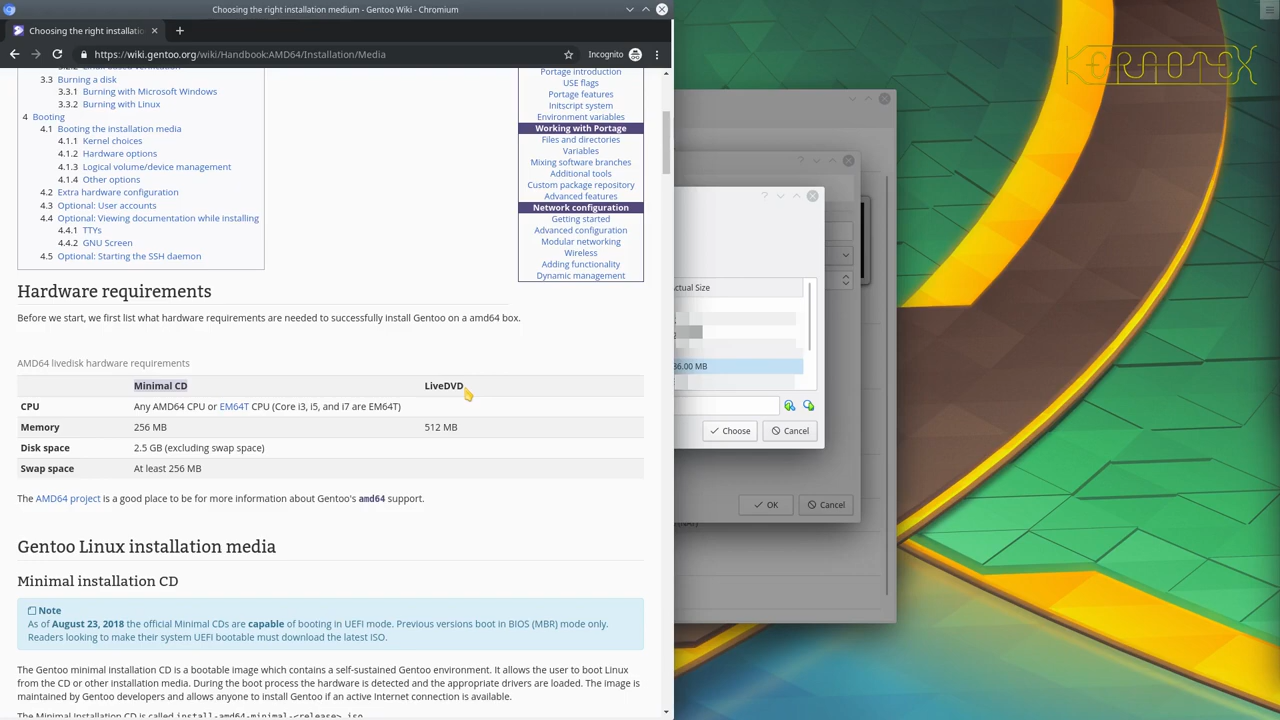 Choosing the right installation medium - Gentoo Wiki - Chromium
Choosing the right installatio
https://wiki.gentoo.org/wiki/Handbook:AMD64/Installation/Media
Incognito
3.3 Burning a disk
3.3.1 Burning with Microsoft Windows
3.3.2 Burning with Linux
4 Booting
4.1 Booting the installation media
4.1.1 Kernel choices
4.1.2 Hardware options
4.1.3 Logical volume/device management
4.1.4 Other options
4.2 Extra hardware configuration
4.3 Optional: User accounts
4.4 Optional: Viewing documentation while installing
4.4.1 TTYs
4.4.2 GNU Screen
4.5 Optional: Starting the SSH daemon
Portage introduction
USE flags
Portage features
Initscript system
Environment variables
Working with Portage
Files and directories
Variables
Mixing software branches
Additional tools
Custom package repository
Advanced features
Network configuration
Getting started
Advanced configuration
Modular networking
Wireless
Adding functionality
Dynamic management
Hardware requirements
Before we start, we first list what hardware requirements are needed to successfully install Gentoo on a amd64 box.
AMD64 livedisk hardware requirements
Minimal CD LiveDVD
CPU Any AMD64 CPU or EM64T CPU (Core i3, i5, and i7 are EM64T)
Memory 256 MB 512 MB
Disk space 2.5 GB (excluding swap space)
Swap space At least 256 MB
The AMD64 project is a good place to be for more information about Gentoo's amd64 support.
Gentoo Linux installation media
Minimal installation CD
Note
As of August 23, 2018 the official Minimal CDs are capable of booting in UEFI mode. Previous versions boot in BIOS (MBR) mode only.
Readers looking to make their system UEFI bootable must download the latest ISO.
The Gentoo minimal installation CD is a bootable image which contains a self-sustained Gentoo environment. It allows the user to boot Linux
from the CD or other installation media. During the boot process the hardware is detected and the appropriate drivers are loaded. The image is
maintained by Gentoo developers and allows anyone to install Gentoo if an active Internet connection is available.
The Minimal Installation CD is called install-amd64-minimal-<release>.iso
ctual Size
36.00 MB
Choose
Cancel
OK
Cancel